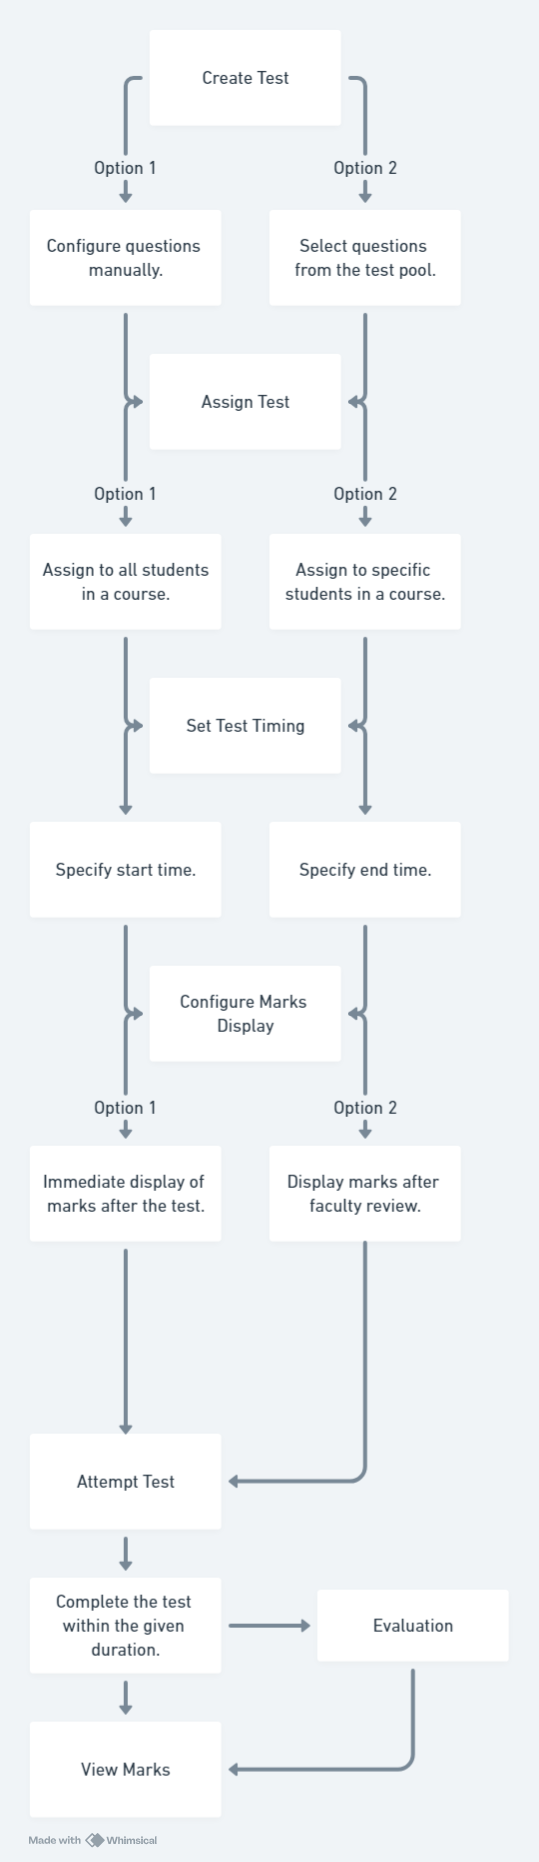 Create Test
Option 1
Option 2
Configure questions
manually.
Select questions
from the test pool.
Assign Test
Option 1
Option 2
Assign to all students
in a course.
Assign to specific
students in a course.
Set Test Timing
Specify start time.
Specify end time.
Configure Marks
Display
Option 1
Option 2
Immediate display of
marks after the test.
Display marks after
faculty review.
Attempt Test
Complete the test
within the given
duration.
Evaluation
View Marks
Made with Whimsical